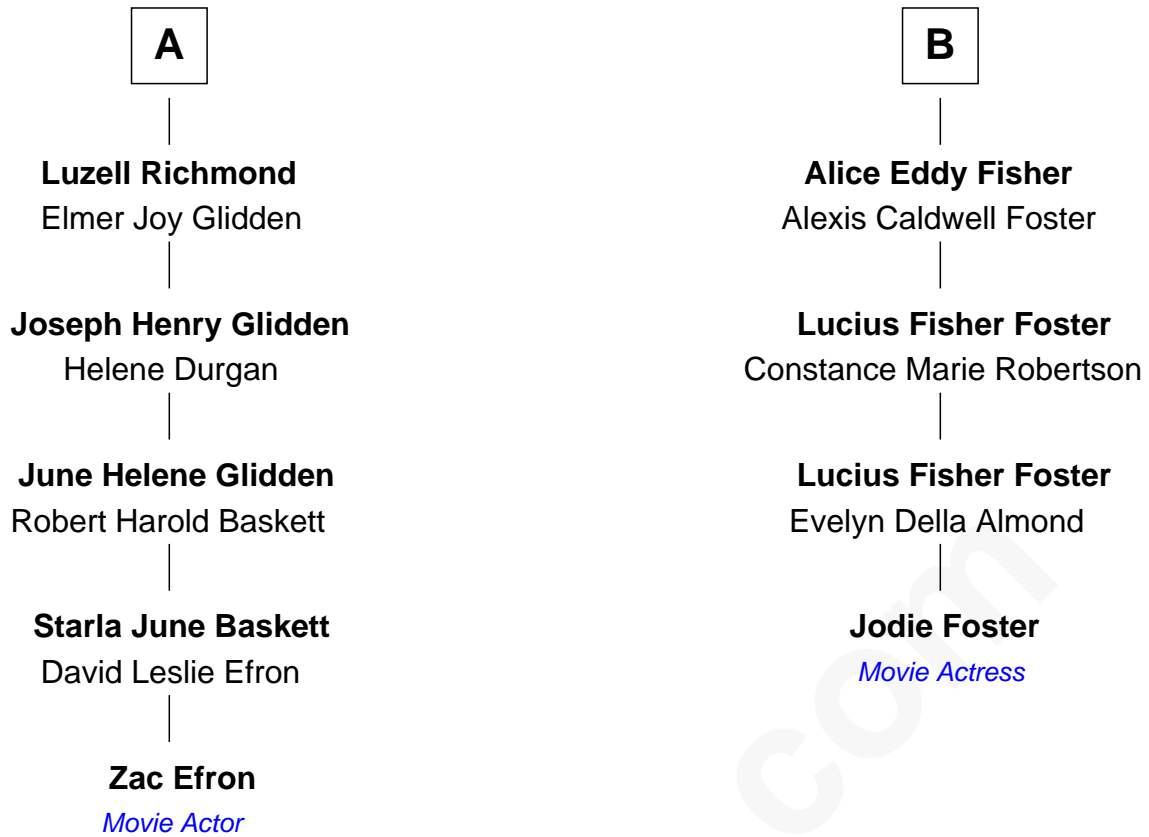 A
Luzell Richmond
Elmer Joy Glidden
Joseph Henry Glidden
Helene Durgan
June Helene Glidden
Robert Harold Baskett
Starla June Baskett
David Leslie Efron
Zac Efron
Movie Actor
B
Alice Eddy Fisher
Alexis Caldwell Foster
Lucius Fisher Foster
Constance Marie Robertson
Lucius Fisher Foster
Evelyn Della Almond
Jodie Foster
Movie Actress
com